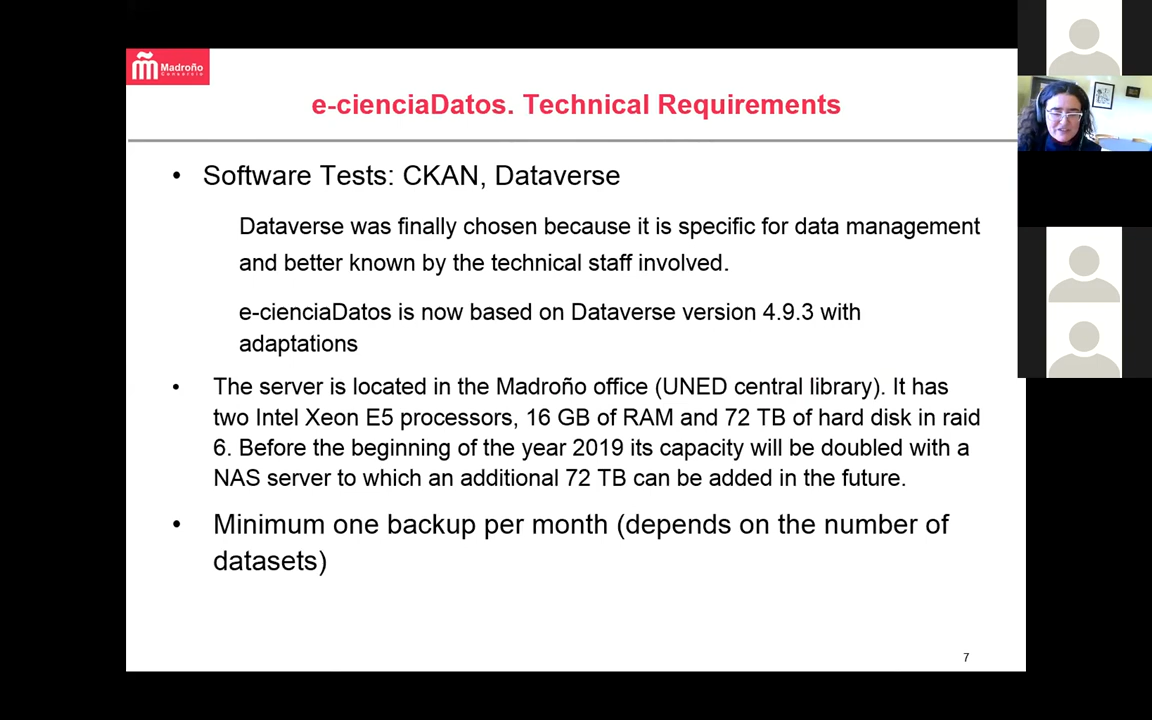 Madroño
Consorcio
e-cienciaDatos. Technical Requirements
• Software Tests: CKAN, Dataverse
Dataverse was finally chosen because it is specific for data management
and better known by the technical staff involved.
e-cienciaDatos is now based on Dataverse version 4.9.3 with
adaptations
• The server is located in the Madroño office (UNED central library). It has
two Intel Xeon E5 processors, 16 GB of RAM and 72 TB of hard disk in raid
6. Before the beginning of the year 2019 its capacity will be doubled with a
NAS server to which an additional 72 TB can be added in the future.
• Minimum one backup per month (depends on the number of
datasets)
7